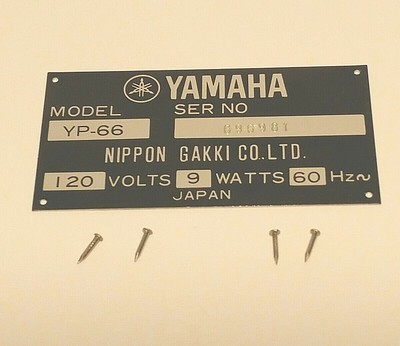 YAMAHA
MODEL SER NO
YP-66
NIPPON GAKKI CO.LTD.
120 VOLTS 9 WATTS 60 Hz~
JAPAN